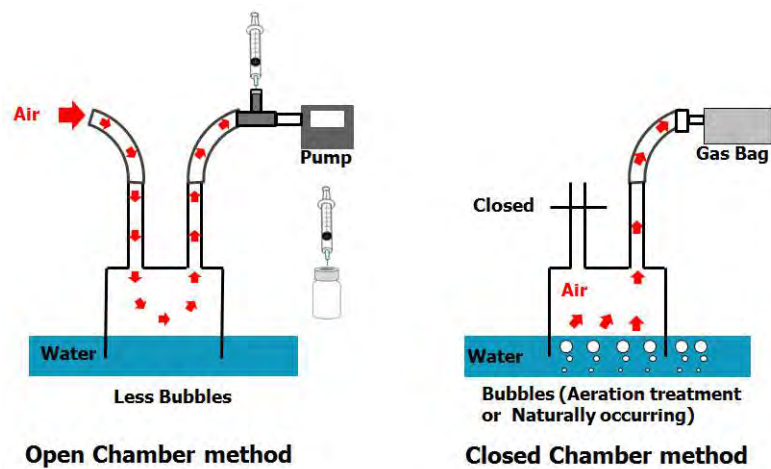 Air
Pump
Water
Less Bubbles
Open Chamber method
Gas Bag
Closed
Air
Water
Bubbles (Aeration treatment
or Naturally occurring)
Closed Chamber method